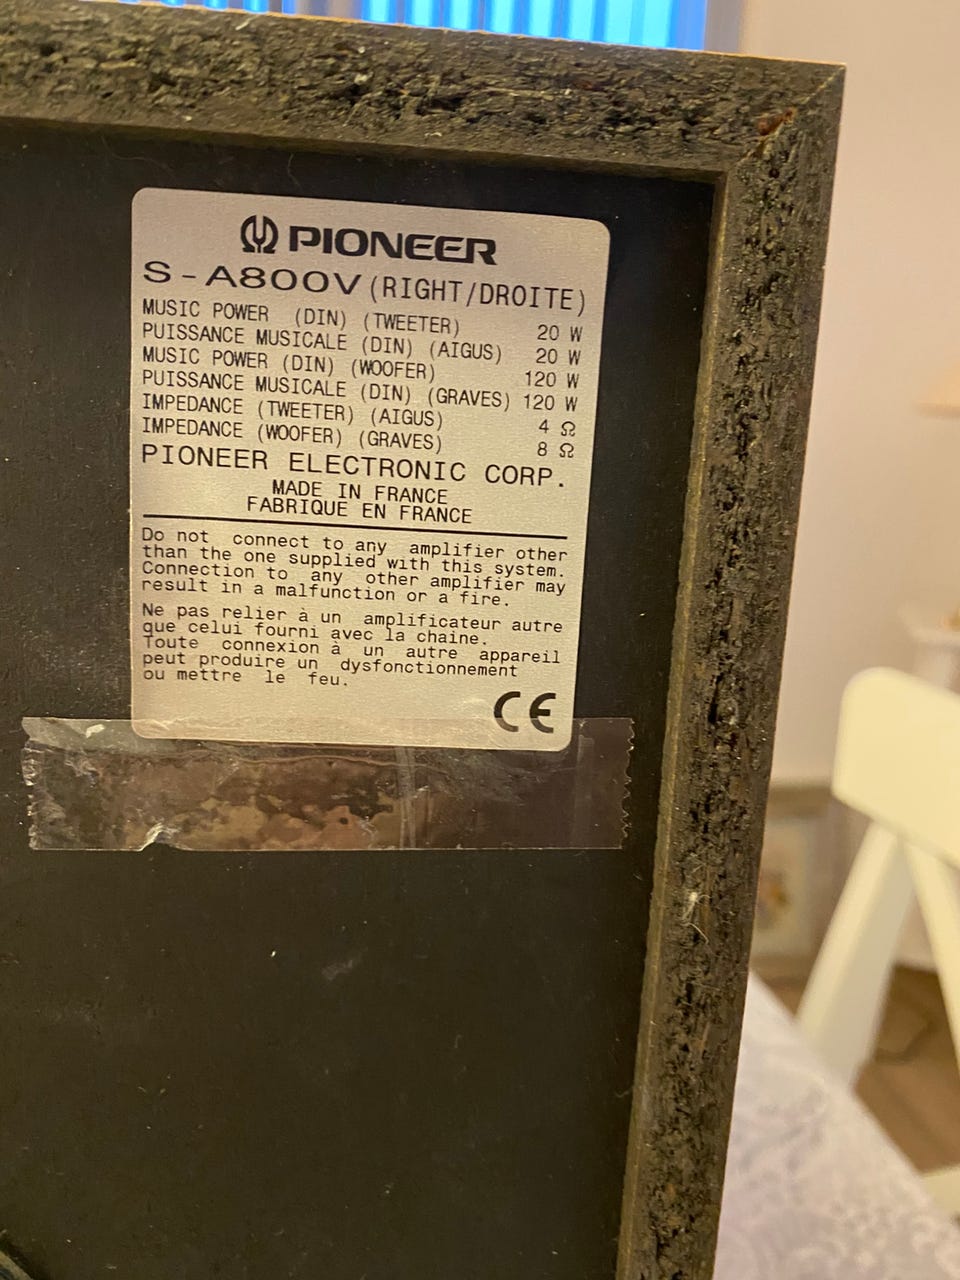 PIONEER
S-A800V (RIGHT/DROITE)
MUSIC POWER (DIN) (TWEETER) 20 W
PUISSANCE MUSICALE (DIN) (AIGUS) 20 W
MUSIC POWER (DIN) (WOOFER) 120 W
PUISSANCE MUSICALE (DIN) (GRAVES) 120 W
IMPEDANCE (TWEETER) (AIGUS) 4 Ω
IMPEDANCE (WOOFER) (GRAVES) 8 Ω
PIONEER ELECTRONIC CORP.
MADE IN FRANCE
FABRIQUE EN FRANCE
Do not connect to any amplifier other
than the one supplied with this system.
Connection to any other amplifier may
result in a malfunction or a fire.
Ne pas relier à un amplificateur autre
que celui fourni avec la chaine.
Toute connexion à un autre appareil
peut produire un dysfonctionnement
ou mettre le feu.
CE